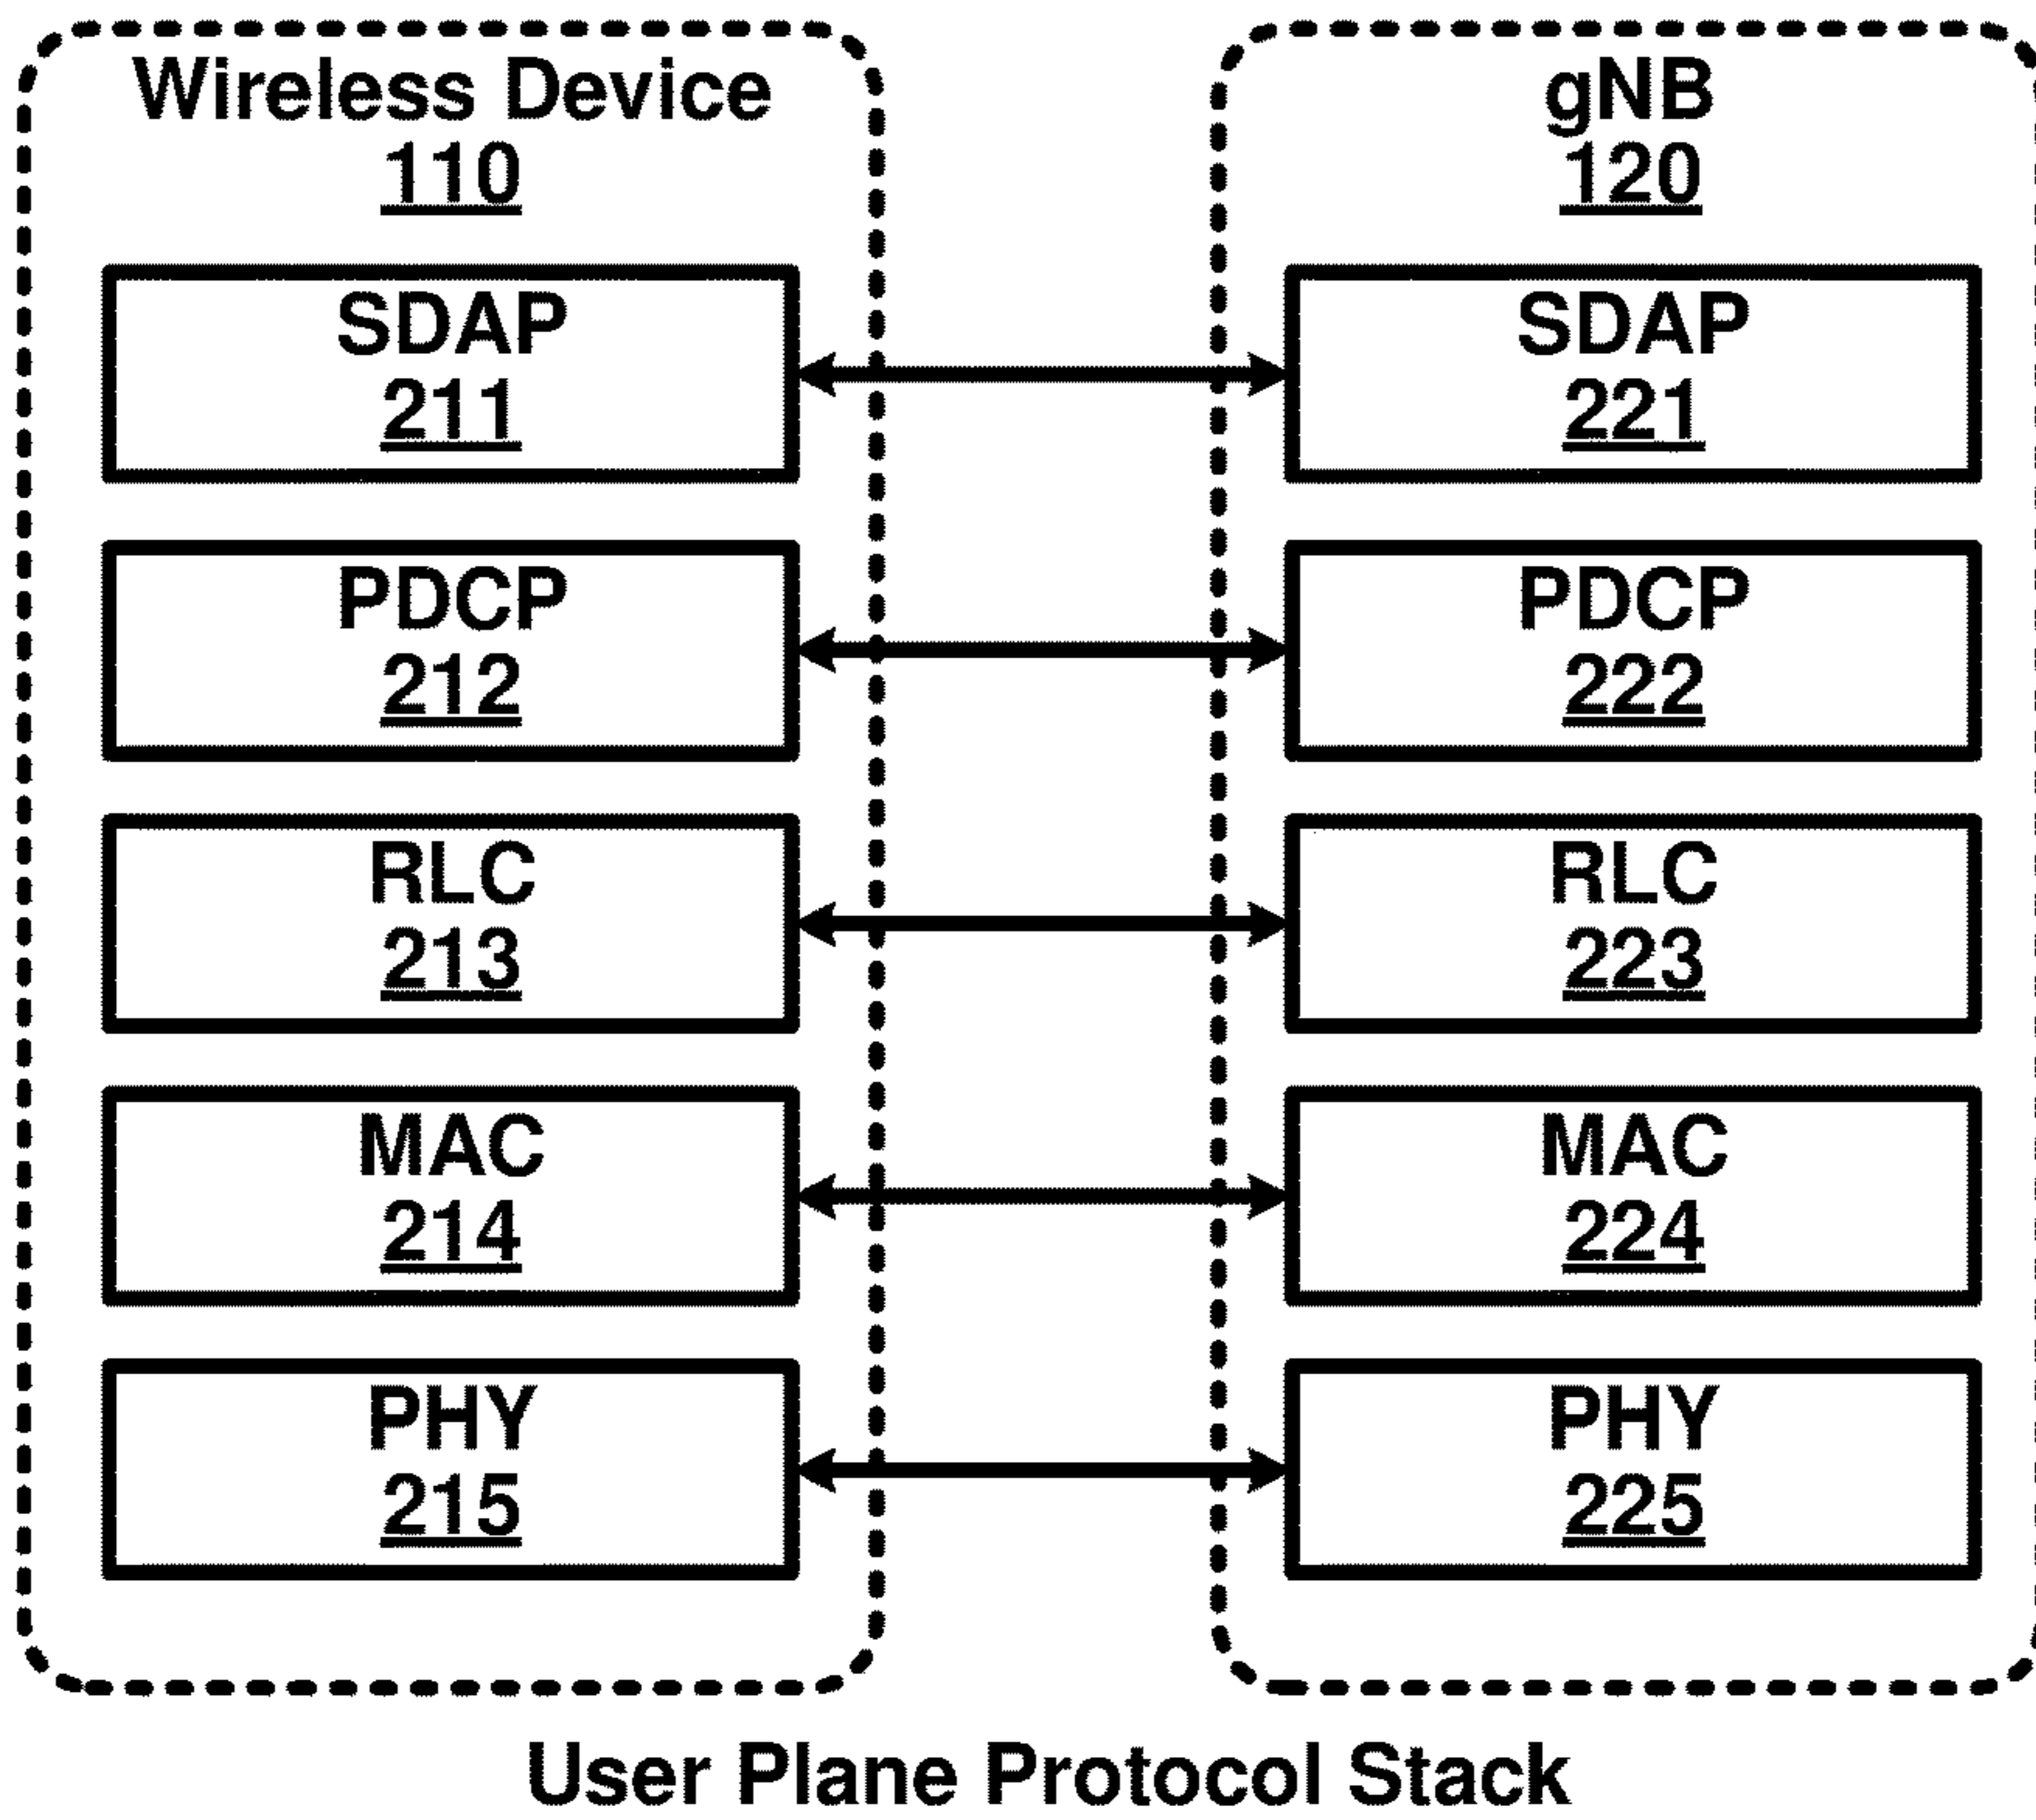 Wireless Device
110
SDAP
211
PDCP
212
RLC
213
MAC
214
PHY
215
gNB
120
SDAP
221
PDCP
222
RLC
223
MAC
224
PHY
225
User Plane Protocol Stack